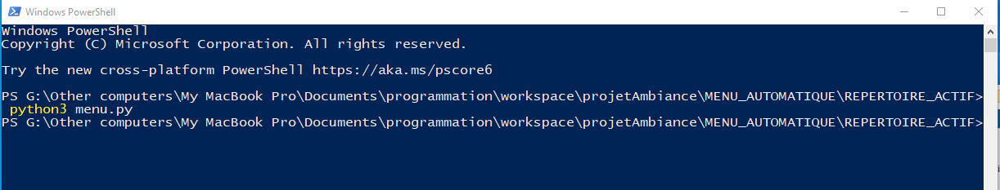 Windows PowerShell
Windows PowerShell
Copyright (C) Microsoft Corporation. All rights reserved.
Try the new cross-platform PowerShell https://aka.ms/pscore6
PS G:\Other computers\My MacBook Pro\Documents\programmation\workspace\projetAmbiance\MENU_AUTOMATIQUE\REPERTOIRE_ACTIF>
python3 menu.py
PS G:\Other computers\My MacBook Pro\Documents\programmation\workspace\projetAmbiance\MENU_AUTOMATIQUE\REPERTOIRE_ACTIF>